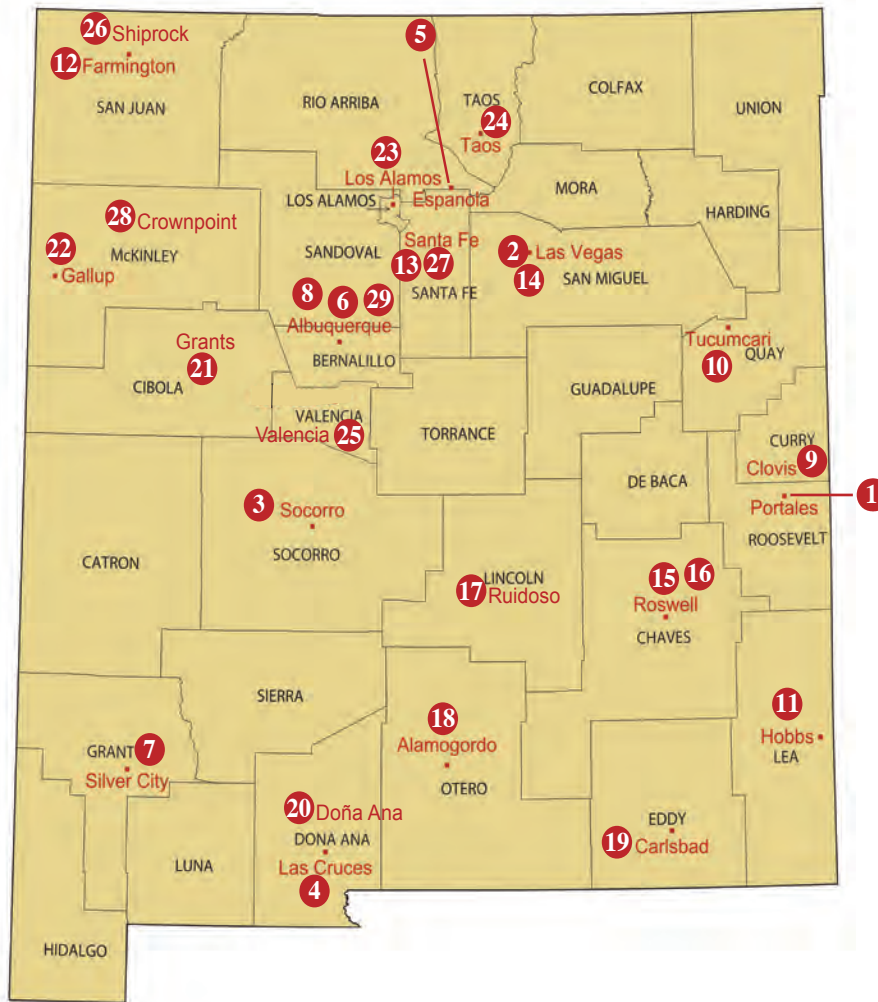 26 Shiprock
5
12 Farmington
SAN JUAN
RIO ARRIBA
TAOS
COLFAX
UNION
24
Taos
23
Los Alamos
Espanola
LOS ALAMOS
MORA
HARDING
28 Crownpoint
McKINLEY
22
Gallup
SANDOVAL
Santa Fe
13 27
SANTA FE
2 Las Vegas
14
SAN MIGUEL
8 6 29
Albuquerque
BERNALILLO
Tucumcari
10
QUAY
Grants
21
CIBOLA
GUADALUPE
VALENCIA
Valencia 25
TORRANCE
CURRY
Clovis 9
DE BACA
1
Portales
ROOSEVELT
3 Socorro
SOCORRO
CATRON
LINCOLN
17 Ruidoso
15 16
Roswell
CHAVES
SIERRA
18
Alamogordo
OTERO
11
Hobbs
LEA
GRANT 7
Silver City
20 Doña Ana
DONA ANA
Las Cruces
4
EDDY
19 Carlsbad
LUNA
HIDALGO